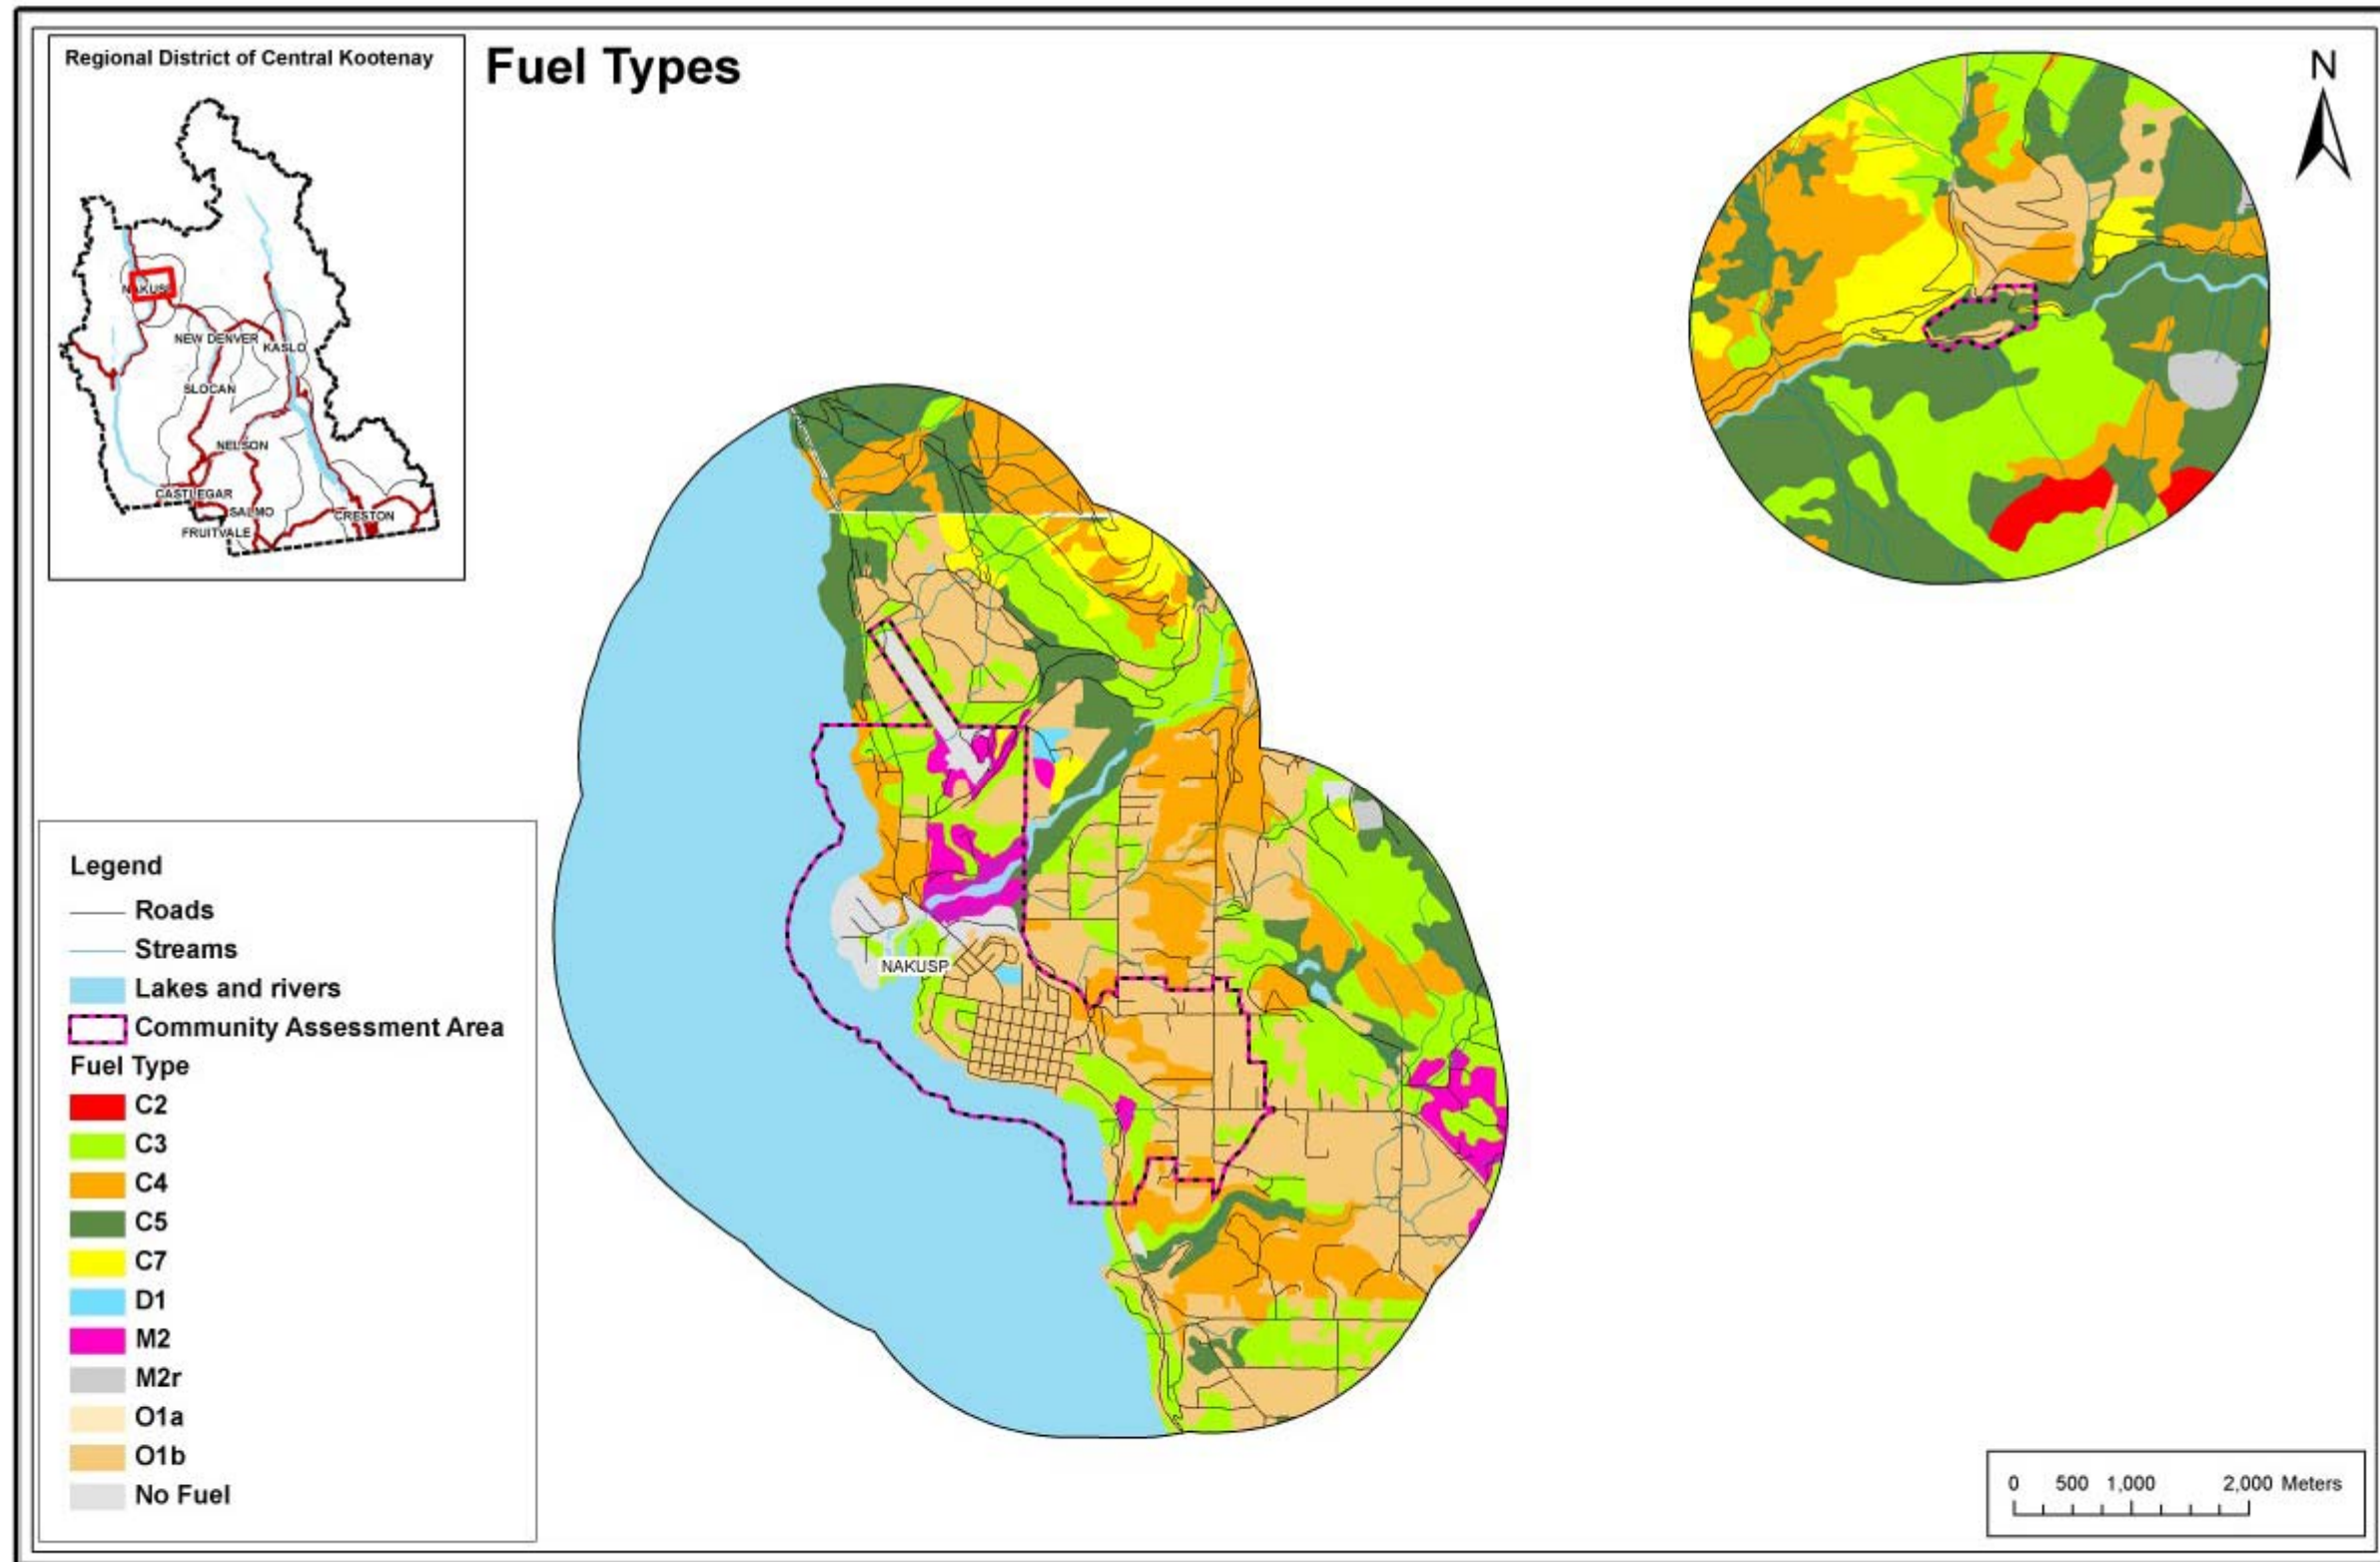 Regional District of Central Kootenay
Fuel Types
N
NAKUSP
NEW DENVER
KASLO
SLOCAN
NELSON
CASTLEGAR
SALMO
CRESTON
FRUITVALE
NAKUSP
Legend
Roads
Streams
Lakes and rivers
Community Assessment Area
Fuel Type
C2
C3
C4
C5
C7
D1
M2
M2r
O1a
O1b
No Fuel
0 500 1,000 2,000 Meters